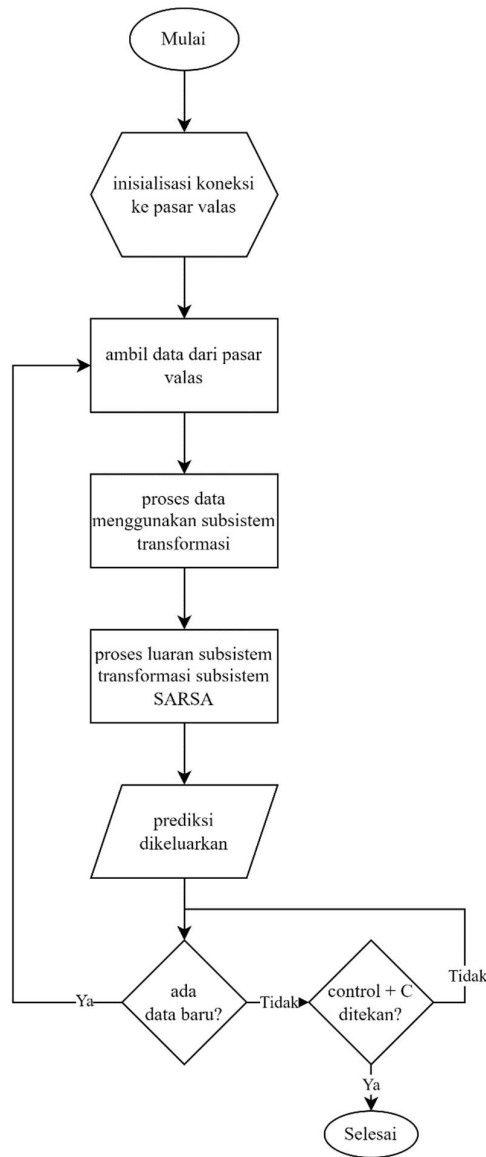 Mulai
inisialisasi koneksi
ke pasar valas
ambil data dari pasar
valas
proses data
menggunakan subsistem
transformasi
proses luaran subsistem
transformasi subsistem
SARSA
prediksi
dikeluarkan
ada
data baru?
Ya
Tidak
control + C
ditekan?
Tidak
Ya
Selesai